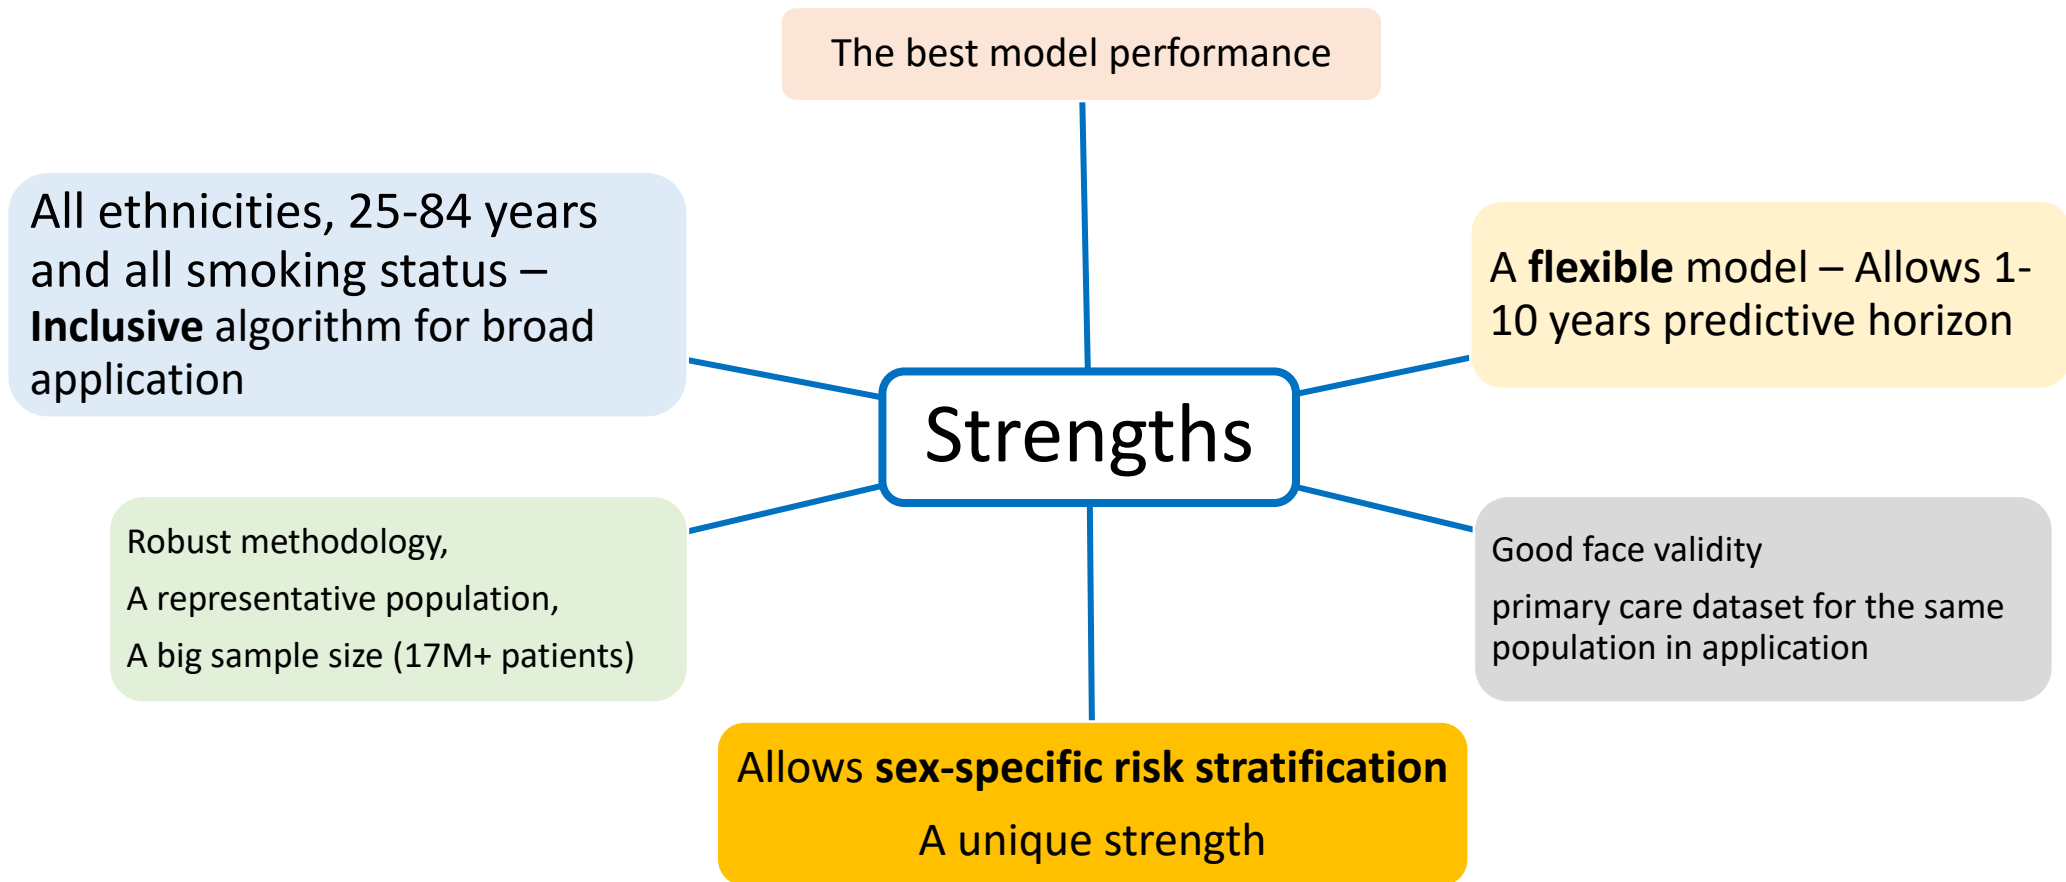 The best model performance
All ethnicities, 25-84 years
and all smoking status –
Inclusive algorithm for broad
application
A flexible model – Allows 1-
10 years predictive horizon
Strengths
Robust methodology,
A representative population,
A big sample size (17M+ patients)
Good face validity
primary care dataset for the same
population in application
Allows sex-specific risk stratification
A unique strength